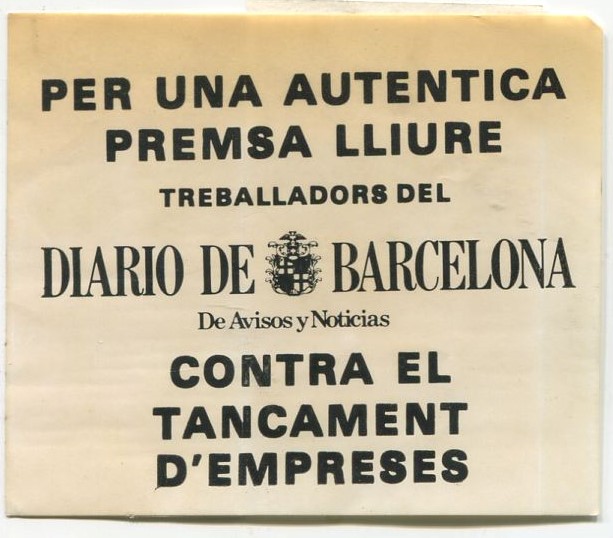 PER UNA AUTENTICA
PREMSA LLIURE
TREBALLADORS DEL
DIARIO DE BARCELONA
De Avisos y Noticias
CONTRA EL
TANCAMENT
D'EMPRESES